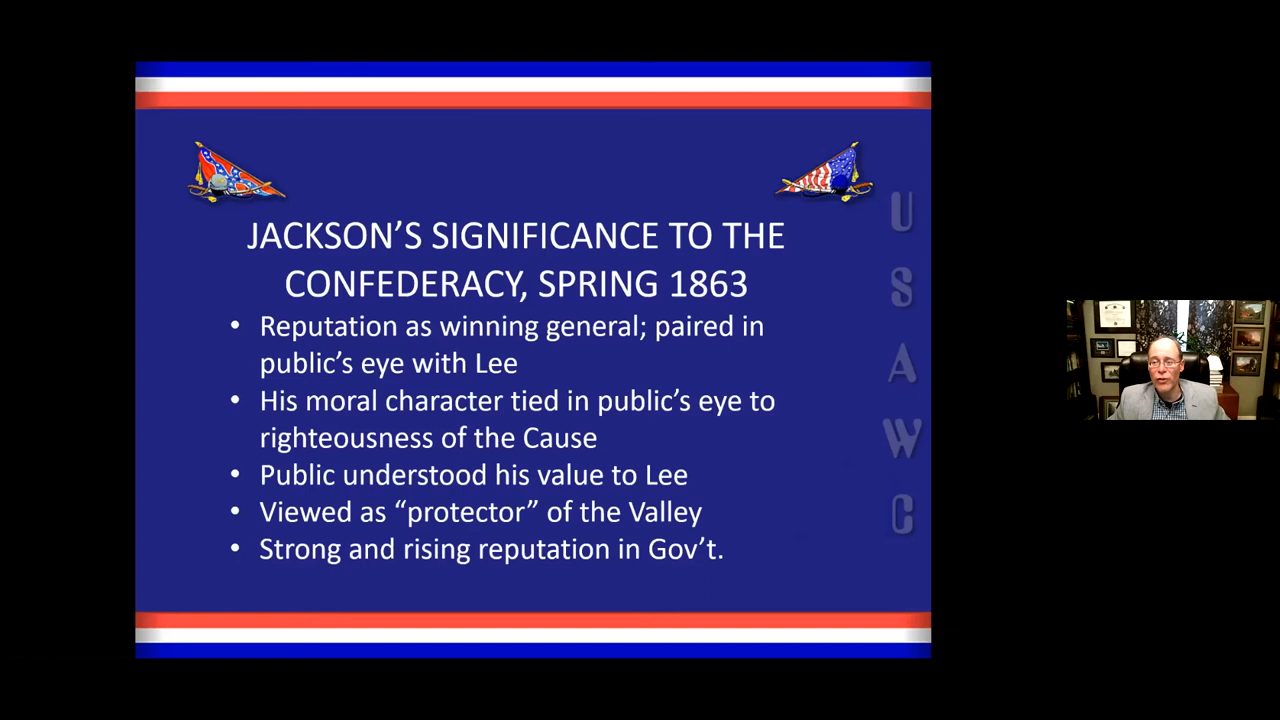 JACKSON’S SIGNIFICANCE TO THE
CONFEDERACY, SPRING 1863
• Reputation as winning general; paired in
public’s eye with Lee
• His moral character tied in public’s eye to
righteousness of the Cause
• Public understood his value to Lee
• Viewed as “protector” of the Valley
• Strong and rising reputation in Gov’t.
U
S
A
W
C